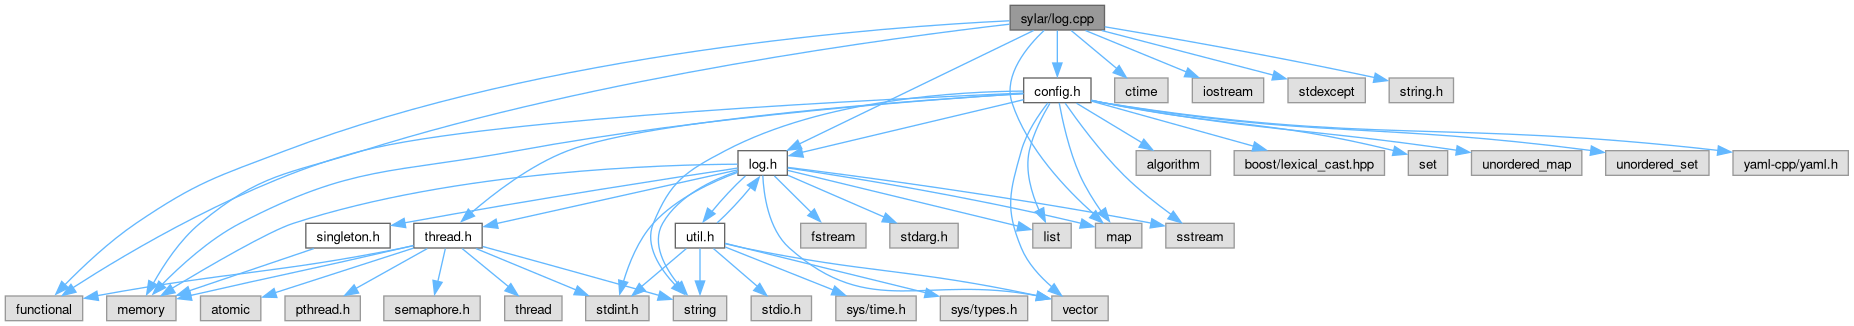 sylar/log.cpp
config.h
ctime
iostream
stdexcept
string.h
log.h
algorithm
boost/lexical_cast.hpp
set
unordered_map
unordered_set
yaml-cpp/yaml.h
singleton.h
thread.h
util.h
fstream
stdarg.h
list
map
sstream
functional
memory
atomic
pthread.h
semaphore.h
thread
stdint.h
string
stdio.h
sys/time.h
sys/types.h
vector